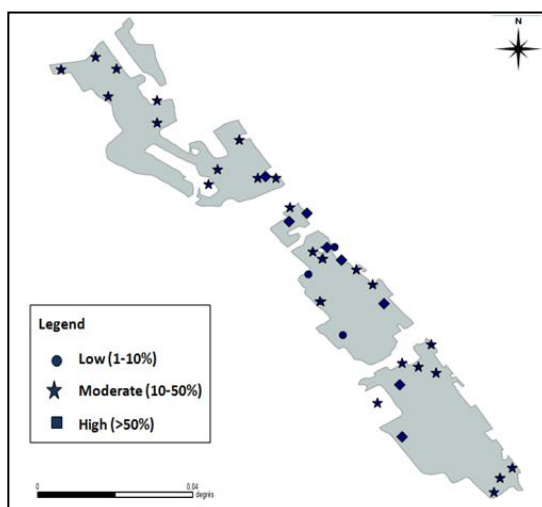 N
Legend
Low (1-10%)
Moderate (10-50%)
High (>50%)
0 0.04
degrés